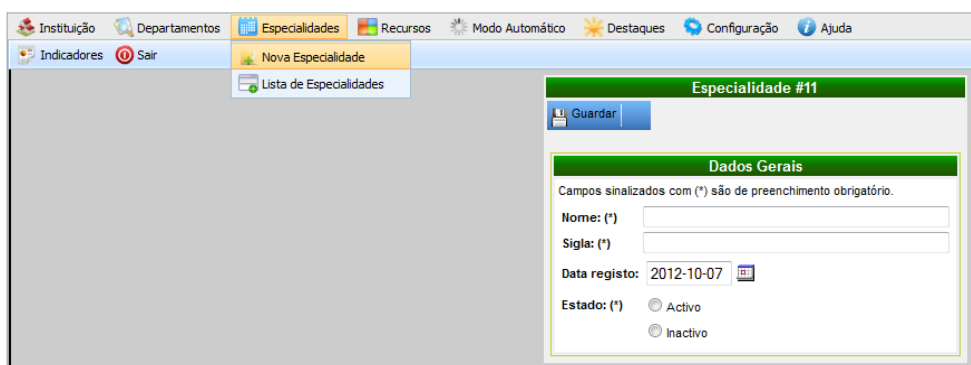 Instituição Departamentos Especialidades Recursos Modo Automático Destaques Configuração Ajuda
Indicadores Sair
Nova Especialidade
Lista de Especialidades
Especialidade #11
Guardar
Dados Gerais
Campos sinalizados com (*) são de preenchimento obrigatório.
Nome: (*)
Sigla: (*)
Data registo: 2012-10-07
Estado: (*) Activo
Inactivo